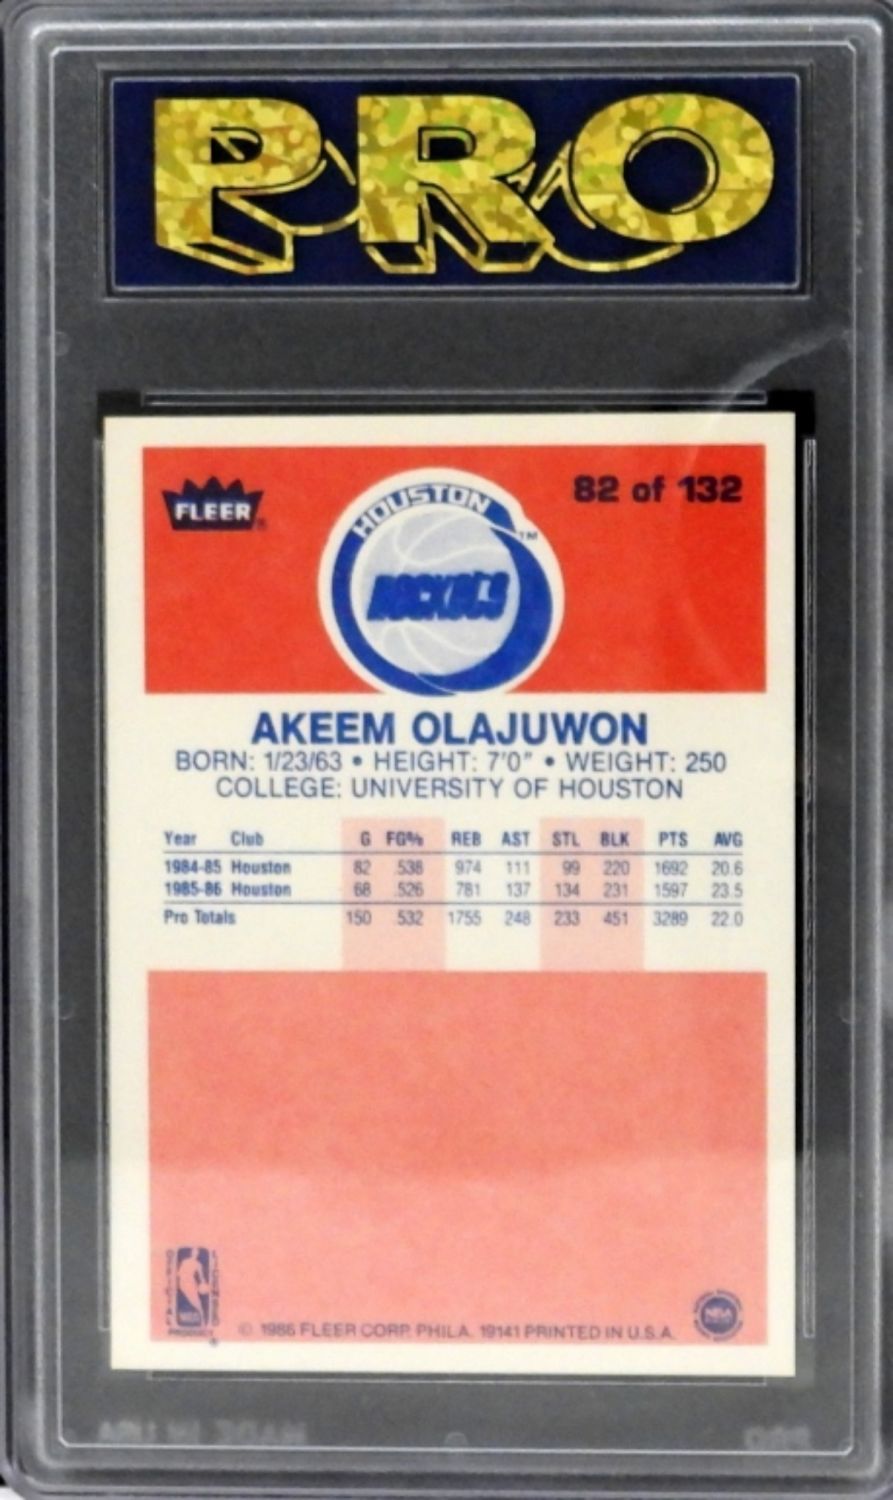 PRO
FLEER®
82 of 132
HOUSTON
ROCKETS
TM
AKEEM OLAJUWON
BORN: 1/23/63 • HEIGHT: 7'0" • WEIGHT: 250
COLLEGE: UNIVERSITY OF HOUSTON
Year Club G FG% REB AST STL BLK PTS AVG
1984-85 Houston 82 .538 974 111 99 220 1692 20.6
1985-86 Houston 68 .526 781 137 134 231 1597 23.5
Pro Totals 150 .532 1755 248 233 451 3289 22.0
NBA
© 1986 FLEER CORP. PHILA. 19141 PRINTED IN U.S.A.